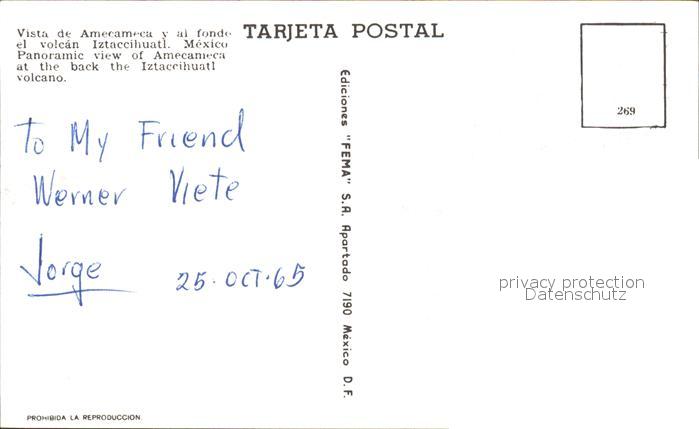 Vista de Amecameca y al fondo
el volcán Iztaccihuatl. México
Panoramic view of Amecameca
at the back the Iztaccihuatl
volcano.
TARJETA POSTAL
269
To My Friend
Werner Viete
Jorge 25. OCT. 65
Ediciones "FEMA" S.A. Apartado 7190 México D.F.
privacy protection
Datenschutz
PROHIBIDA LA REPRODUCCION